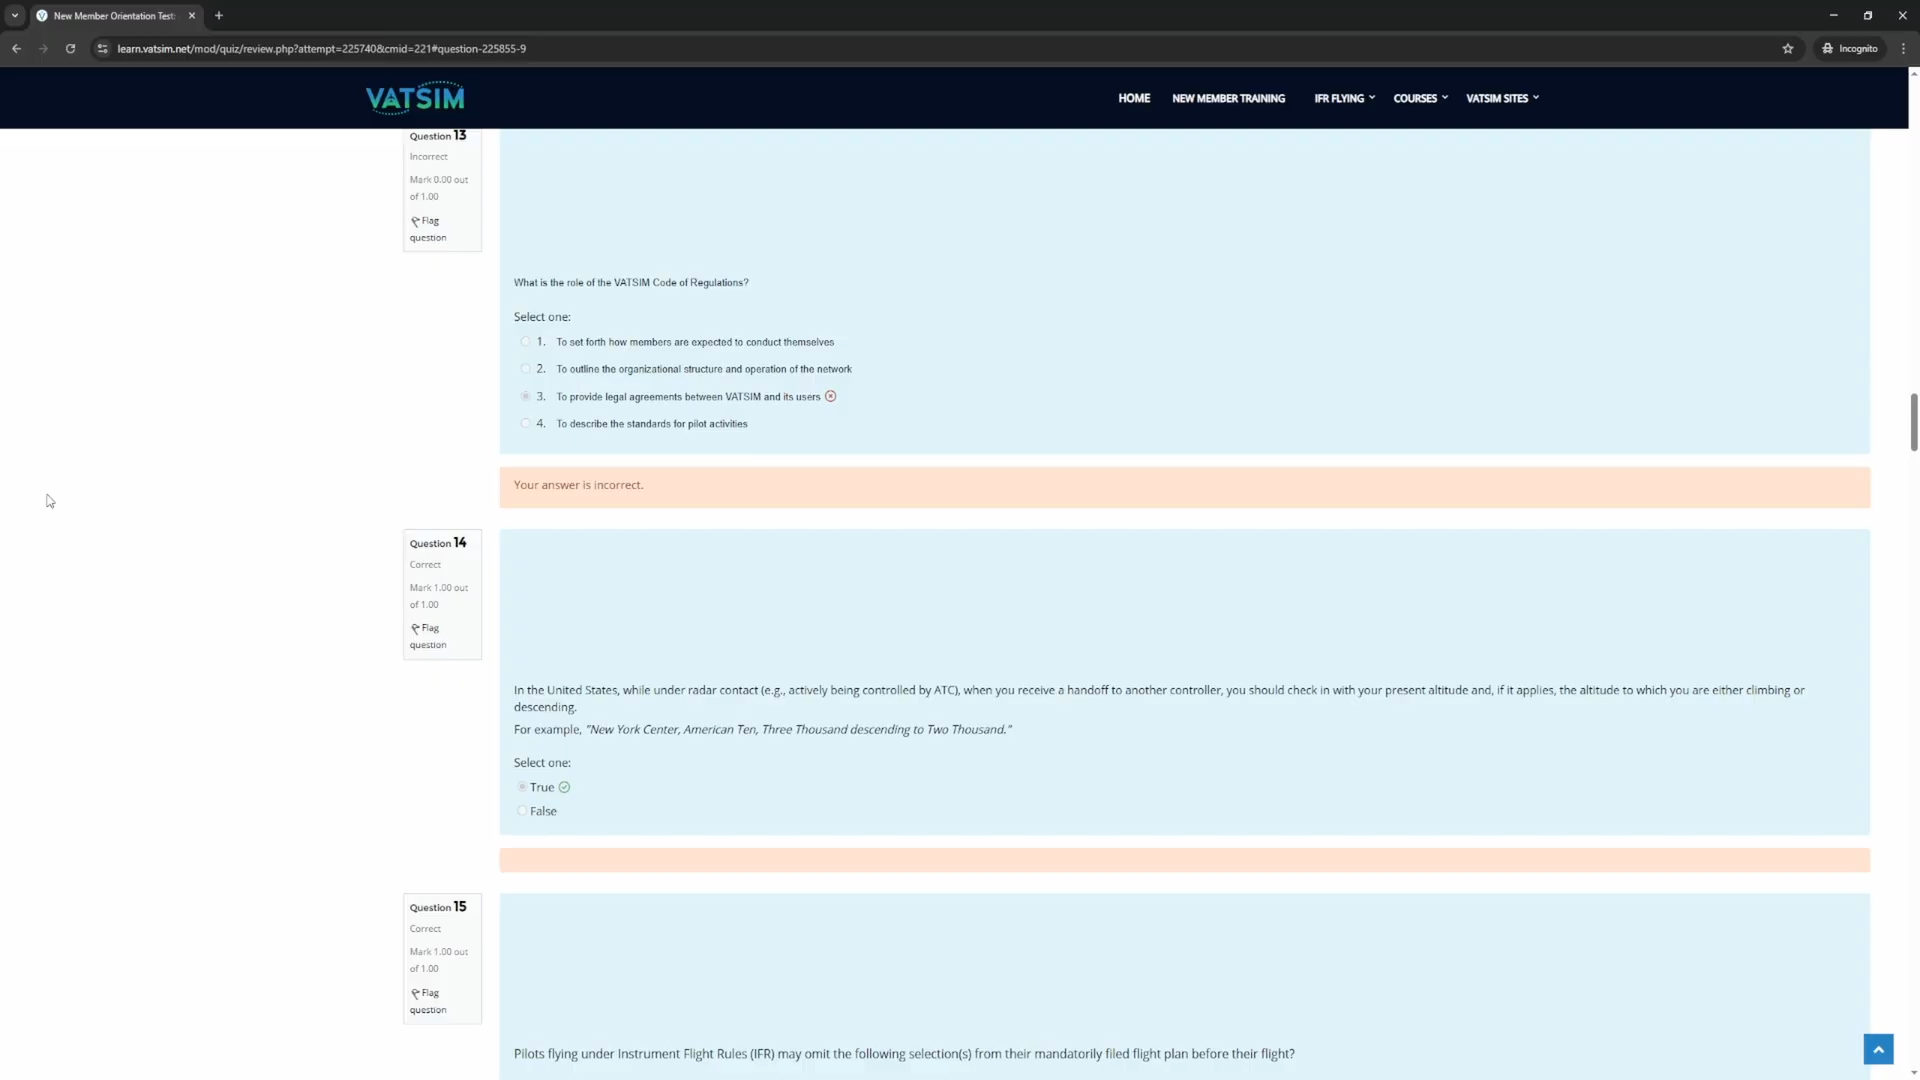 New Member Orientation Test:
learn.vatsim.net/mod/quiz/review.php?attempt=225740&cmid=221#question-225855-9
Incognito
VATSIM
HOME NEW MEMBER TRAINING IFR FLYING COURSES VATSIM SITES
Question 13
Incorrect
Mark 0.00 out
of 1.00
Flag
question
What is the role of the VATSIM Code of Regulations?
Select one:
1. To set forth how members are expected to conduct themselves
2. To outline the organizational structure and operation of the network
3. To provide legal agreements between VATSIM and its users
4. To describe the standards for pilot activities
Your answer is incorrect.
Question 14
Correct
Mark 1.00 out
of 1.00
Flag
question
In the United States, while under radar contact (e.g., actively being controlled by ATC), when you receive a handoff to another controller, you should check in with your present altitude and, if it applies, the altitude to which you are either climbing or
descending.
For example, "New York Center, American Ten, Three Thousand descending to Two Thousand."
Select one:
True
False
Question 15
Correct
Mark 1.00 out
of 1.00
Flag
question
Pilots flying under Instrument Flight Rules (IFR) may omit the following selection(s) from their mandatorily filed flight plan before their flight?